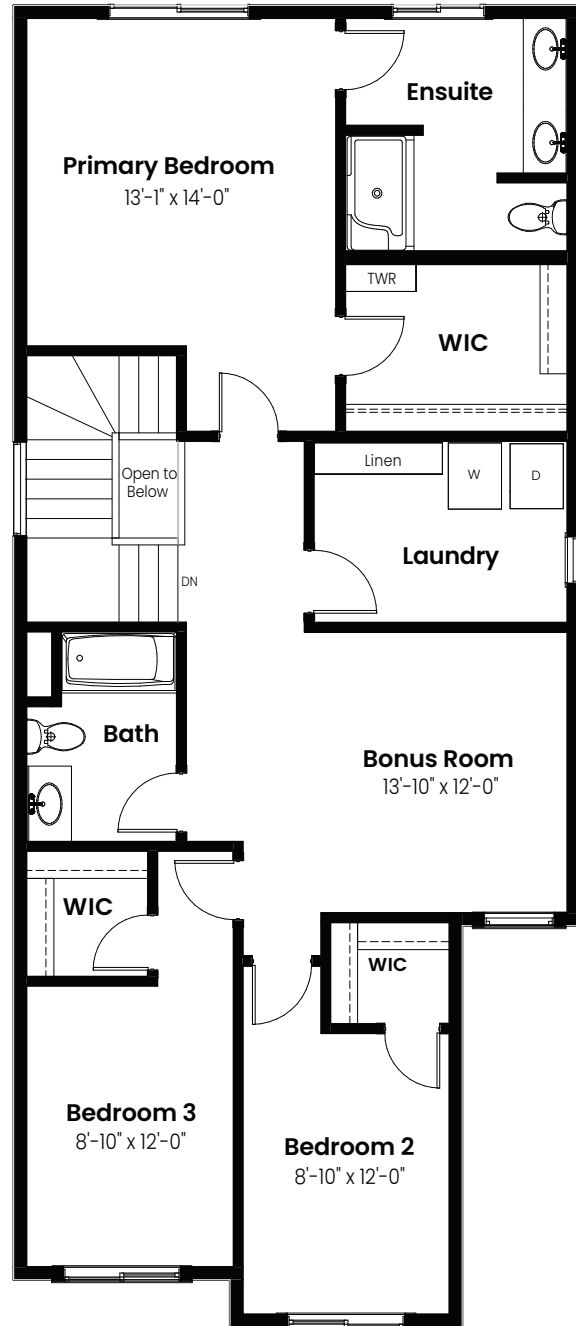 Ensuite
Primary Bedroom
13'-1" x 14'-0"
TWR
WIC
Linen
W
D
Open to
Below
Laundry
DN
Bath
Bonus Room
13'-10" x 12'-0"
WIC
WIC
Bedroom 3
8'-10" x 12'-0"
Bedroom 2
8'-10" x 12'-0"